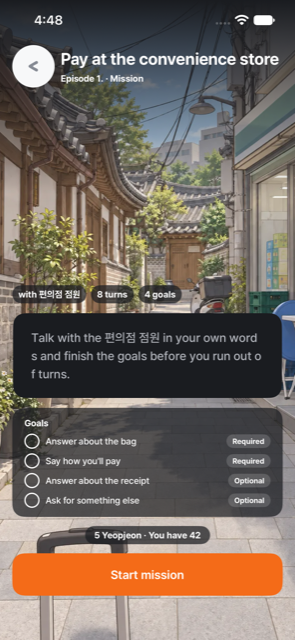 4:48
Pay at the convenience store
Episode 1. · Mission
with 편의점 점원
8 turns
4 goals
Talk with the 편의점 점원 in your own word
s and finish the goals before you run out o
f turns.
Goals
Answer about the bag Required
Say how you'll pay Required
Answer about the receipt Optional
Ask for something else Optional
5 Yeopjeon · You have 42
Start mission